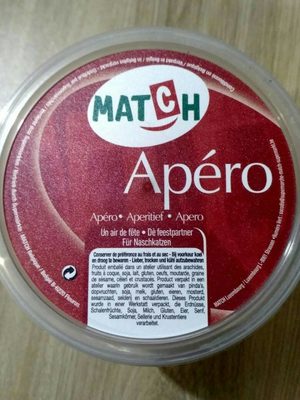 MATCH
Apéro
Apéro • Aperitief • Apero
Un air de fête • Dé feestpartner
Für Naschkatzen
Conserver de préférence au frais et au sec - Bij voorkeur koel
en droog te bewaren - Lieber, trocken und kühl aufzubewahren
Produit emballé dans un atelier utilisant des arachides,
fruits à coque, soja, lait, gluten, oeufs, moutarde, graine
de sésame, céleri et crustacés. Product verpakt in een
atelier waarin gebruik wordt gemaakt van pinda's,
dopvruchten, soja, melk, gluten, eieren, mosterd,
sesamzaad, selderij en schaaldieren. Dieses Produkt
wurde in einer Werkstatt verpackt, die Erdnüsse,
Schalenfrüchte, Soja, Milch, Gluten, Eier, Senf,
Sesamkörner, Sellerie und Krustentiere
verarbeitet.